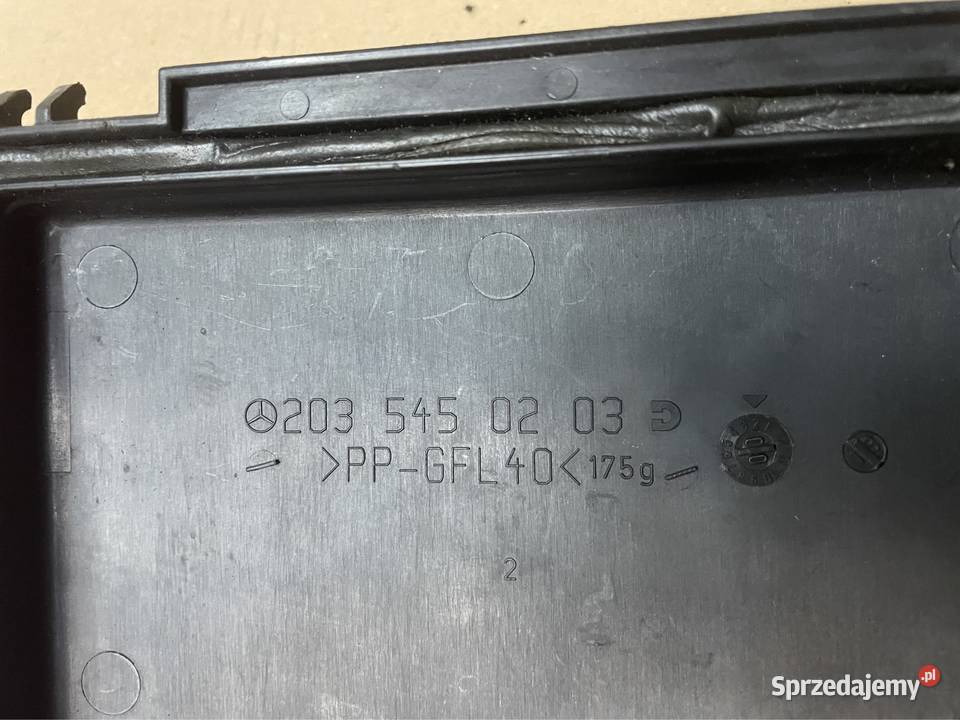 203 545 02 03
>PP-GFL40< 175g
2
Sprzedajemy.pl